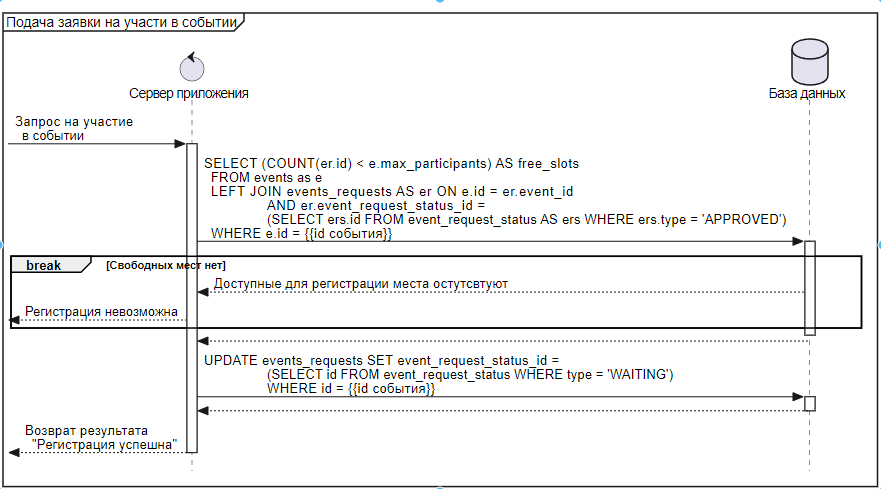 Подача заявки на участи в событии
Сервер приложения
База данных
Запрос на участие
в событии
SELECT (COUNT(er.id) < e.max_participants) AS free_slots
FROM events as e
LEFT JOIN events_requests AS er ON e.id = er.event_id
AND er.event_request_status_id =
(SELECT ers.id FROM event_request_status AS ers WHERE ers.type = 'APPROVED')
WHERE e.id = {{id события}}
break [Свободных мест нет]
Доступные для регистрации места остутсвтуют
Регистрация невозможна
UPDATE events_requests SET event_request_status_id =
(SELECT id FROM event_request_status WHERE type = 'WAITING')
WHERE id = {{id события}}
Возврат результата
"Регистрация успешна"